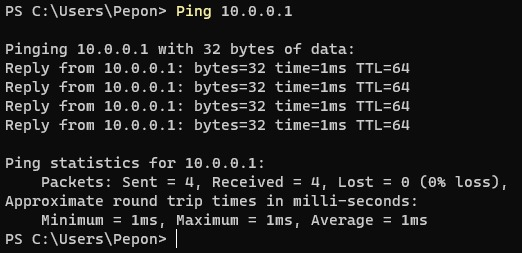 PS C:\Users\Pepon> Ping 10.0.0.1
Pinging 10.0.0.1 with 32 bytes of data:
Reply from 10.0.0.1: bytes=32 time=1ms TTL=64
Reply from 10.0.0.1: bytes=32 time=1ms TTL=64
Reply from 10.0.0.1: bytes=32 time=1ms TTL=64
Reply from 10.0.0.1: bytes=32 time=1ms TTL=64
Ping statistics for 10.0.0.1:
    Packets: Sent = 4, Received = 4, Lost = 0 (0% loss),
Approximate round trip times in milli-seconds:
    Minimum = 1ms, Maximum = 1ms, Average = 1ms
PS C:\Users\Pepon>